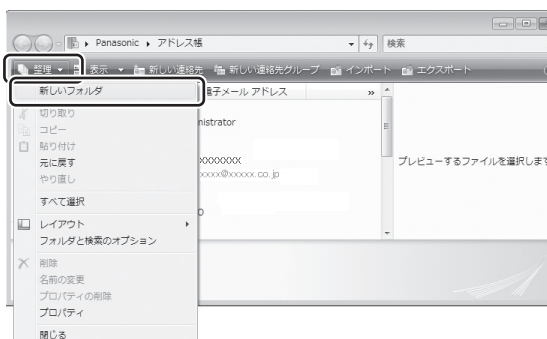 Panasonic ▸ アドレス帳
検索
整理 表示 新しい連絡先 新しい連絡先グループ インポート エクスポート
新しいフォルダ
電子メール アドレス »
切り取り
コピー
貼り付け
元に戻す
やり直し
すべて選択
レイアウト
フォルダと検索のオプション
削除
名前の変更
プロパティの削除
プロパティ
閉じる
nistrator
xxxxxxxx
xxxx@xxxxx.co.jp
プレビューするファイルを選択しま